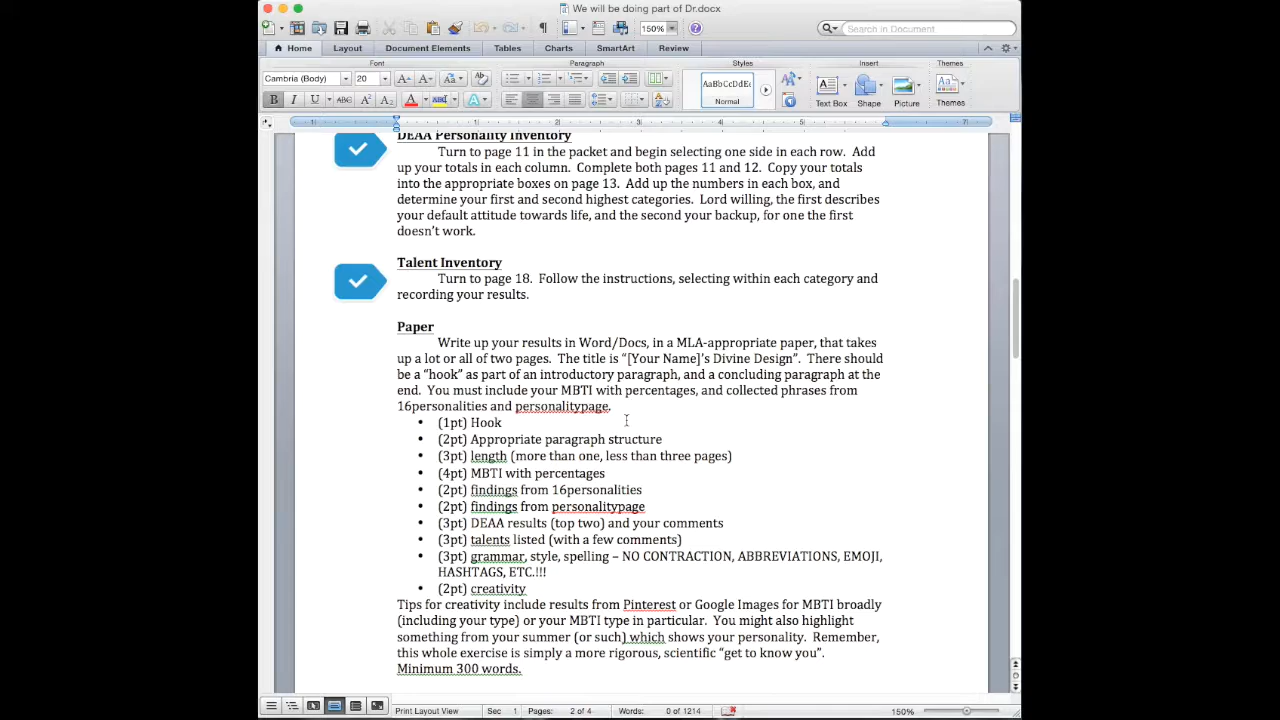 We will be doing part of Dr.docx
150%
Search in Document
Home Layout Document Elements Tables Charts SmartArt Review
Font Paragraph Styles Insert Themes
Cambria (Body) 20 A A Aa AaBbCcDdEe
Normal Text Box Shape Picture Themes
B I U ABC A² A₂ A ABC A
1 1 2 3 4 5 6 7
DEAA Personality Inventory
Turn to page 11 in the packet and begin selecting one side in each row. Add
up your totals in each column. Complete both pages 11 and 12. Copy your totals
into the appropriate boxes on page 13. Add up the numbers in each box, and
determine your first and second highest categories. Lord willing, the first describes
your default attitude towards life, and the second your backup, for one the first
doesn't work.
Talent Inventory
Turn to page 18. Follow the instructions, selecting within each category and
recording your results.
Paper
Write up your results in Word/Docs, in a MLA-appropriate paper, that takes
up a lot or all of two pages. The title is “[Your Name]’s Divine Design”. There should
be a “hook” as part of an introductory paragraph, and a concluding paragraph at the
end. You must include your MBTI with percentages, and collected phrases from
16personalities and personalitypage.
• (1pt) Hook
• (2pt) Appropriate paragraph structure
• (3pt) length (more than one, less than three pages)
• (4pt) MBTI with percentages
• (2pt) findings from 16personalities
• (2pt) findings from personalitypage
• (3pt) DEAA results (top two) and your comments
• (3pt) talents listed (with a few comments)
• (3pt) grammar, style, spelling – NO CONTRACTION, ABBREVIATIONS, EMOJI,
HASHTAGS, ETC.!!!
• (2pt) creativity
Tips for creativity include results from Pinterest or Google Images for MBTI broadly
(including your type) or your MBTI type in particular. You might also highlight
something from your summer (or such) which shows your personality. Remember,
this whole exercise is simply a more rigorous, scientific “get to know you”.
Minimum 300 words.
Print Layout View Sec 1 Pages: 2 of 4 Words: 0 of 1214 150%